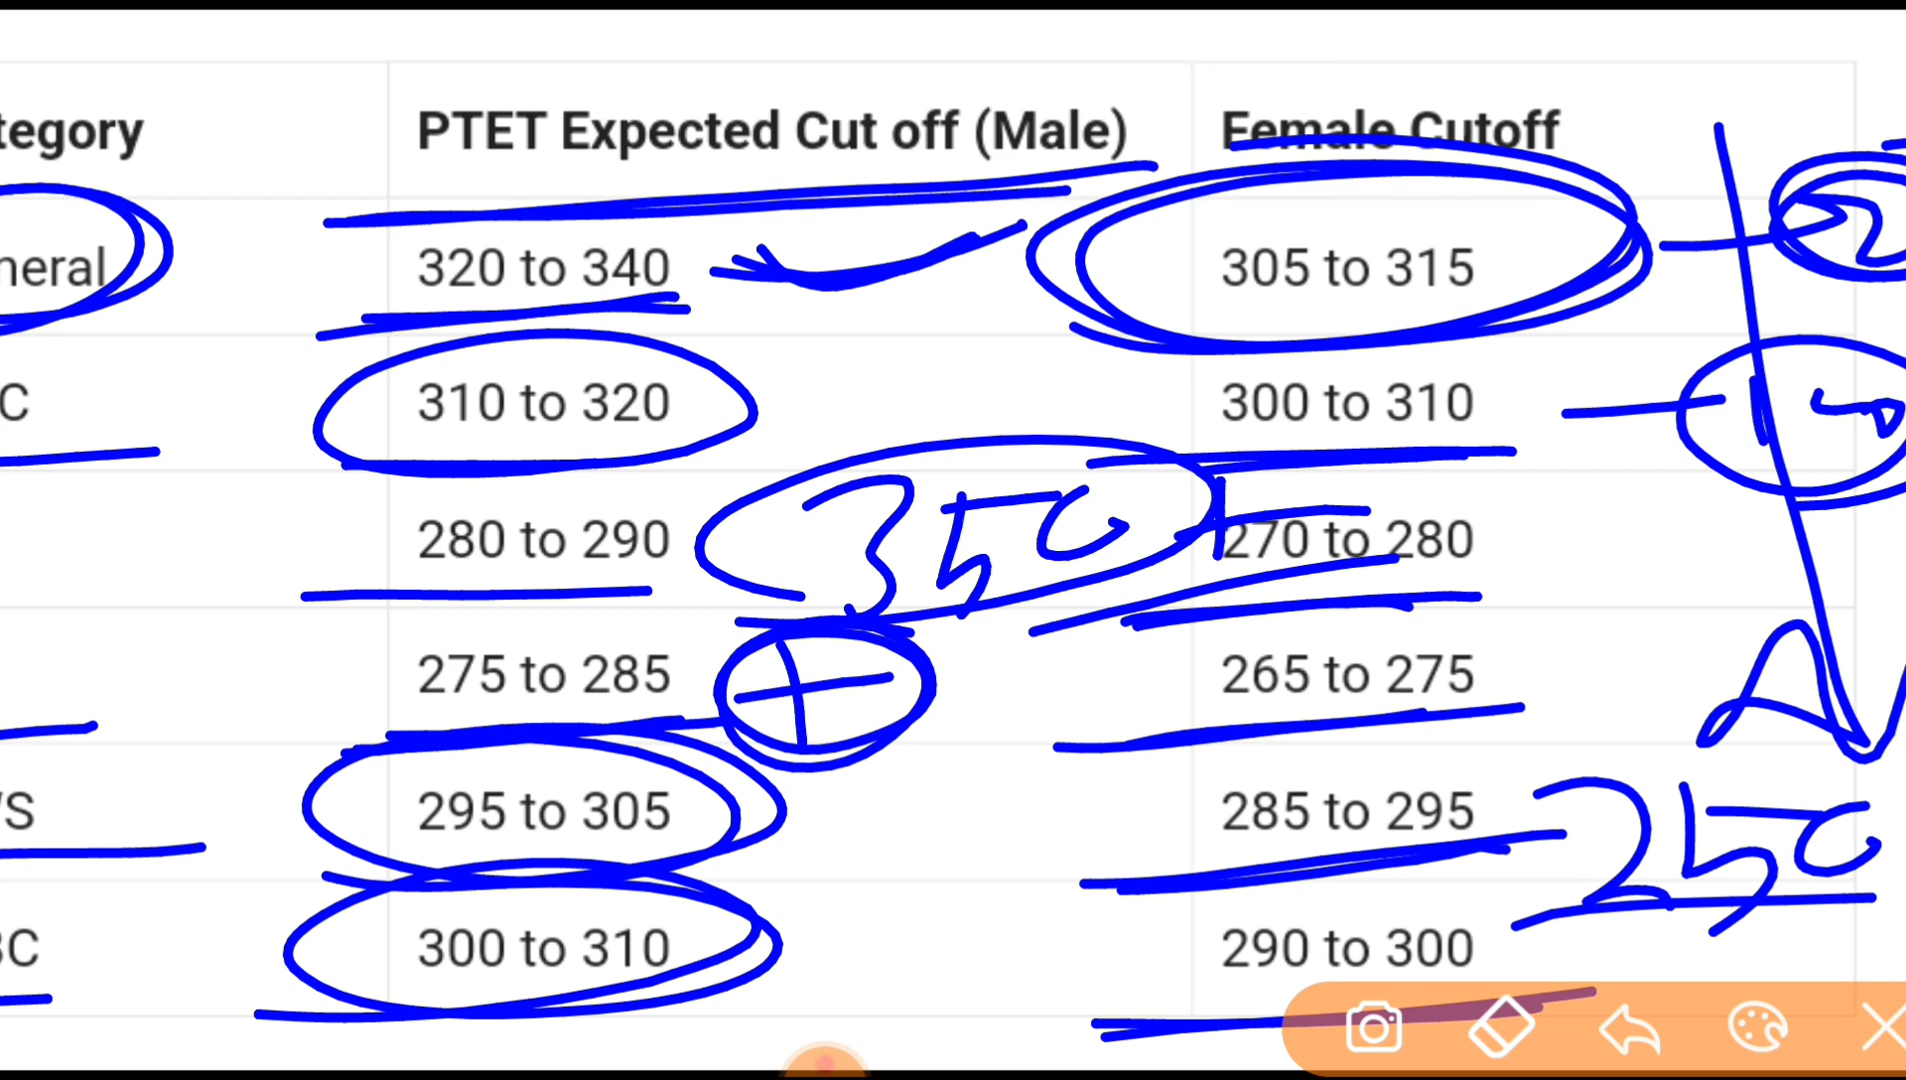 tegory PTET Expected Cut off (Male) Female Cutoff
neral 320 to 340 305 to 315
C 310 to 320 300 to 310
280 to 290 350+ 270 to 280
275 to 285 + 265 to 275
/S 295 to 305 285 to 295 250
BC 300 to 310 290 to 300